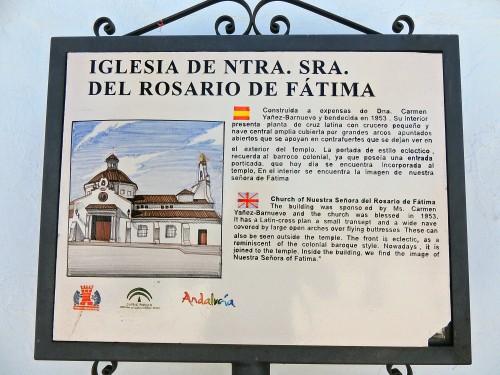 IGLESIA DE NTRA. SRA.
DEL ROSARIO DE FÁTIMA
Construida a expensas de Dna. Carmen
Yañez-Barnuevo y bendecida en 1953. Su interior
presenta planta de cruz latina con crucero pequeño y
nave central amplia cubierta por grandes arcos apuntados
abiertos que se apoyan en contrafuertes que se dejan ver en
el exterior del templo. La portada de estilo eclectico,
recuerda al barroco colonial, ya que poseia una entrada
porticada, que hoy dia se encuentra incorporada al
templo, En el interior se encuentra la imagen de nuestra
señora de Fatima
Church of Nuestra Señora del Rosario de Fátima
The building was sponsored by Ms. Carmen
Yañez-Barnuevo and the church was blessed in 1953.
It has a Latin-cross plan a small transept and a wide nave
covered by large open arches over flying buttresses These can
also be seen outside the temple. The front is eclectic, as a
reminiscent of the colonial baroque style. Nowadays, it is
joined to the temple. Inside the building, we find the image of
Nuestra Señora of Fatima."
Andalucía